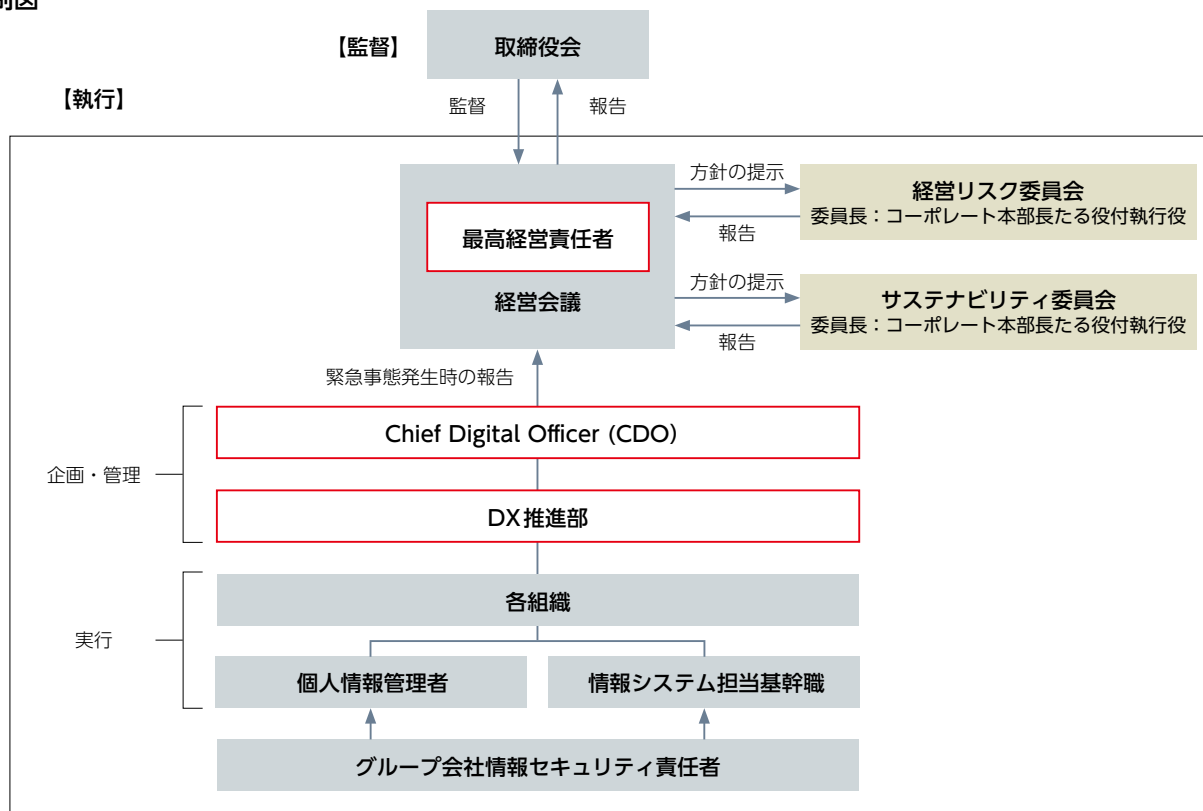 制図
【監督】
取締役会
【執行】
監督
報告
方針の提示
経営リスク委員会
委員長：コーポレート本部長たる役付執行役
報告
最高経営責任者
経営会議
方針の提示
サステナビリティ委員会
委員長：コーポレート本部長たる役付執行役
報告
緊急事態発生時の報告
Chief Digital Officer (CDO)
企画・管理
DX推進部
各組織
実行
個人情報管理者
情報システム担当基幹職
グループ会社情報セキュリティ責任者